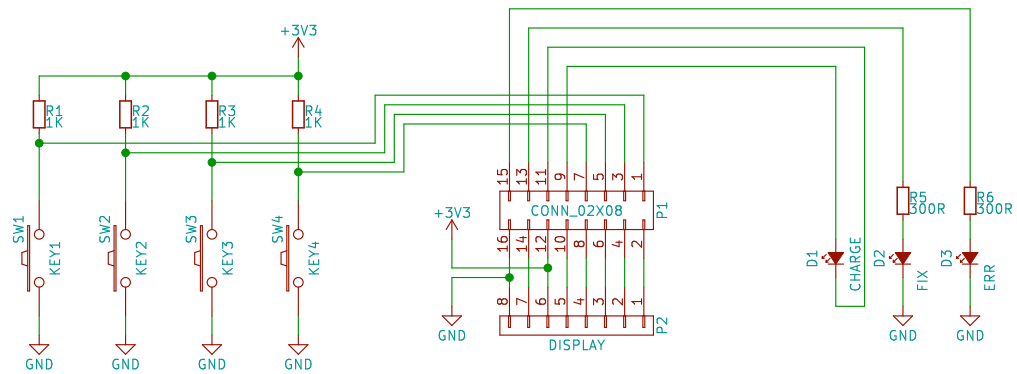 +3V3
R1
1K
R2
1K
R3
1K
R4
1K
15
13
11
9
7
5
3
1
CONN_02X08
P1
R5
300R
R6
300R
+3V3
SW1
KEY1
SW2
KEY2
SW3
KEY3
SW4
KEY4
16
14
12
10
8
6
4
2
D1
CHARGE
D2
FIX
D3
ERR
8
7
6
5
4
3
2
1
P2
GND
DISPLAY
GND
GND
GND
GND
GND
GND